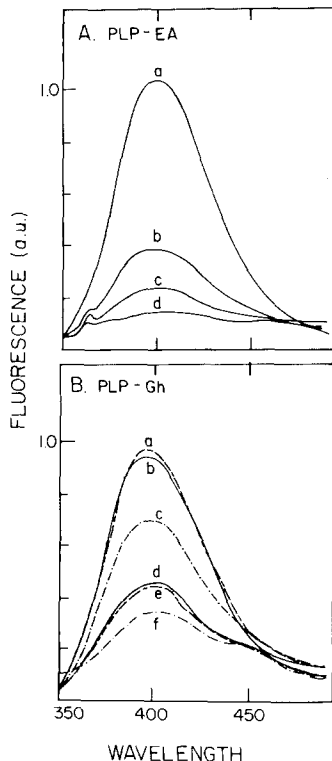 A. PLP-EA
a
1.0
b
c
d
FLUORESCENCE (a.u.)
B. PLP-Gh
1.0
a
b
c
d
e
f
350 400 450
WAVELENGTH